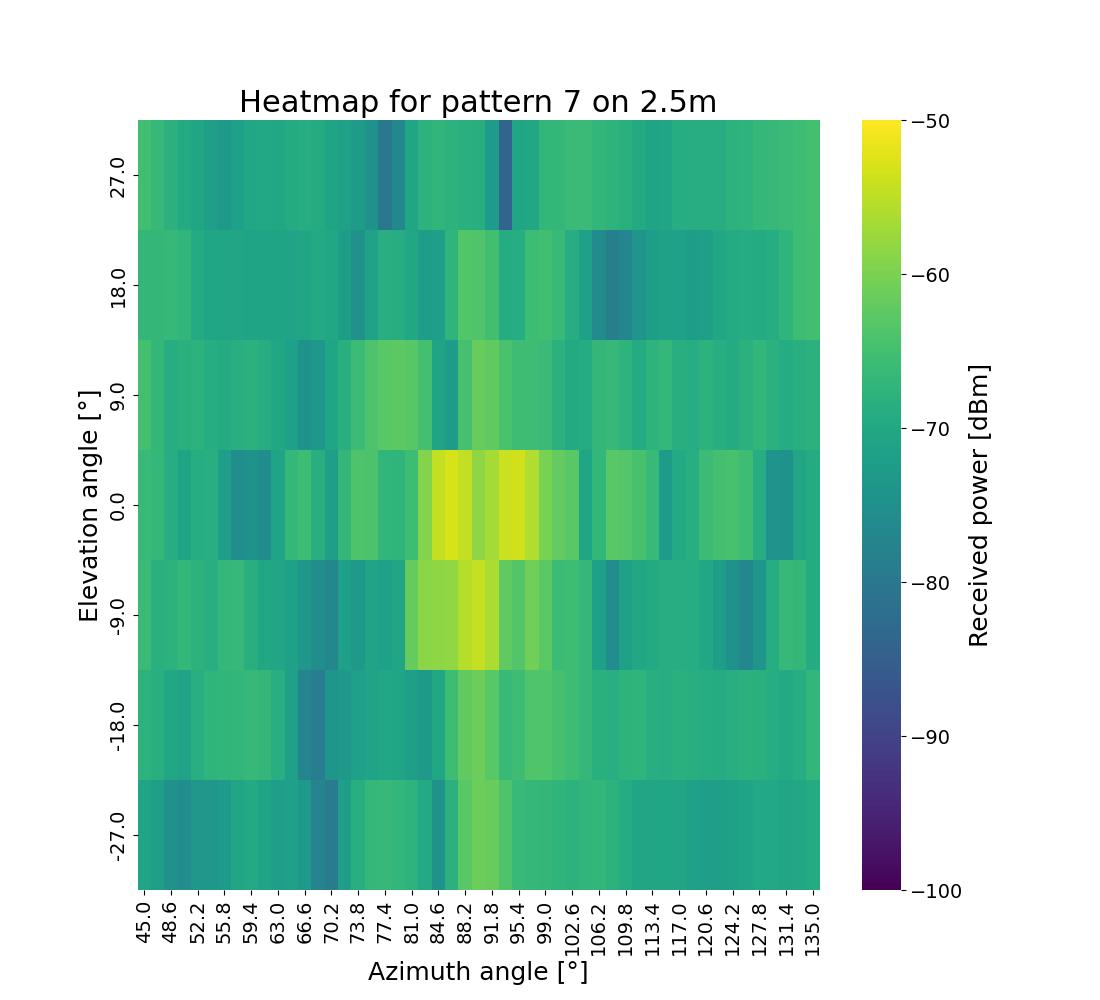 Heatmap for pattern 7 on 2.5m
Elevation angle [°]
27.0
18.0
9.0
0.0
-9.0
-18.0
-27.0
45.0 48.6 52.2 55.8 59.4 63.0 66.6 70.2 73.8 77.4 81.0 84.6 88.2 91.8 95.4 99.0 102.6 106.2 109.8 113.4 117.0 120.6 124.2 127.8 131.4 135.0
Azimuth angle [°]
−50
−60
−70
−80
−90
−100
Received power [dBm]